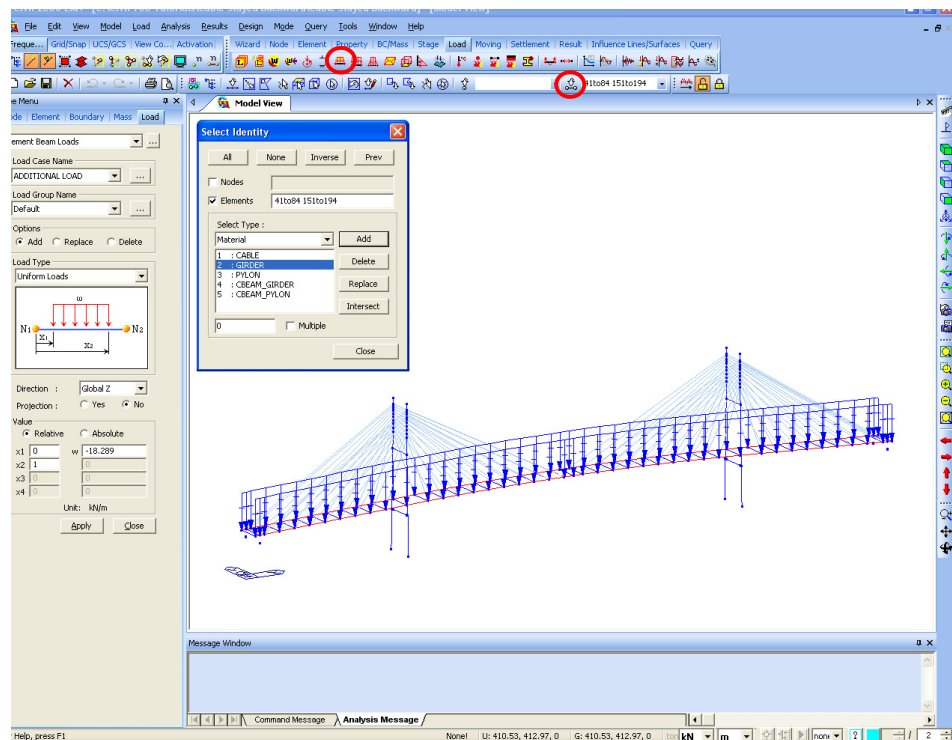 File Edit View Model Load Analysis Results Design Mode Query Tools Window Help
Freque... Grid/Snap UCS/GCS View Co... Activation Wizard Node Element Property BC/Mass Stage Load Moving Settlement Result Influence Lines/Surfaces Query
41to84 151to194
e Menu
Model View
ode Element Boundary Mass Load
ement Beam Loads
...
Load Case Name
ADDITIONAL LOAD
...
Load Group Name
Default
...
Options
Add Replace Delete
Load Type
Uniform Loads
ω
N1 N2
x1
x2
Direction : Global Z
Projection : Yes No
Value
Relative Absolute
x1 0 w -18.289
x2 1 0
x3 0 0
x4 0 0
Unit: kN/m
Apply Close
Select Identity
All None Inverse Prev
Nodes
Elements 41to84 151to194
Select Type :
Material Add
1 : CABLE
2 : GIRDER
3 : PYLON
4 : CBEAM_GIRDER
5 : CBEAM_PYLON
Delete
Replace
Intersect
0 Multiple
Close
Message Window
Command Message Analysis Message
Help, press F1
None! U: 410.53, 412.97, 0 G: 410.53, 412.97, 0 kN m non ? 2